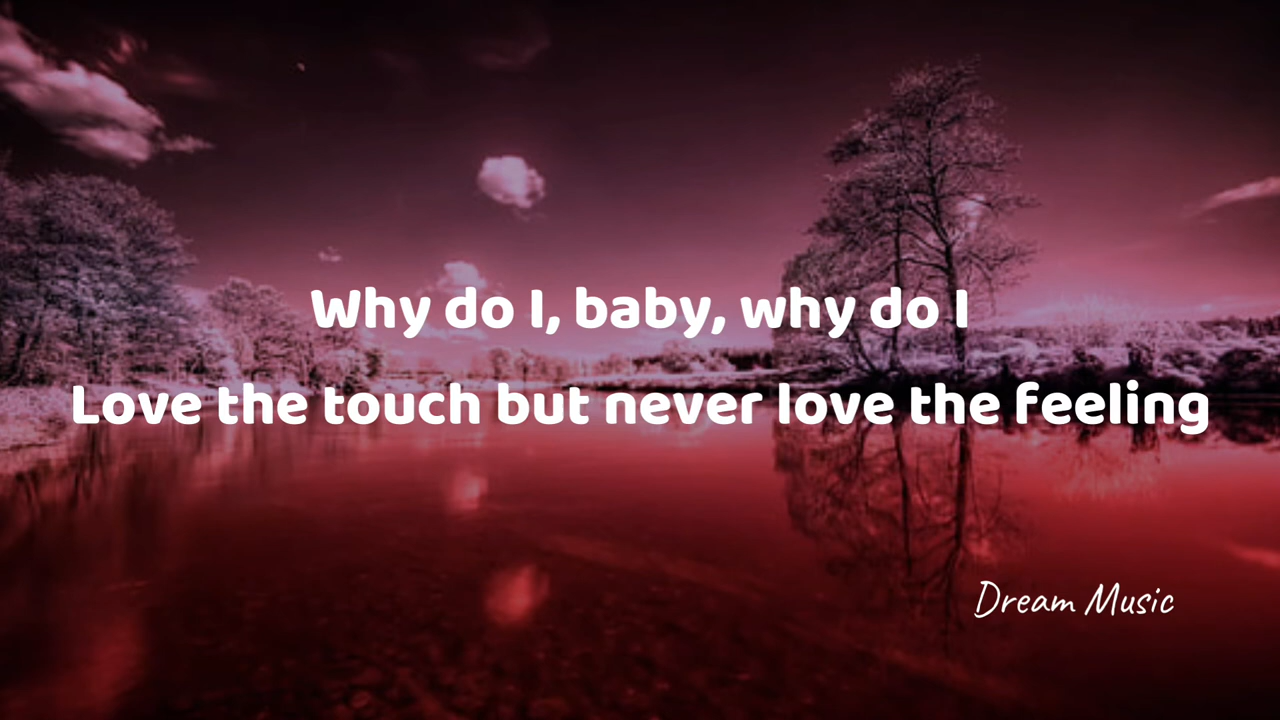 Why do I, baby, why do I
Love the touch but never love the feeling
Dream Music